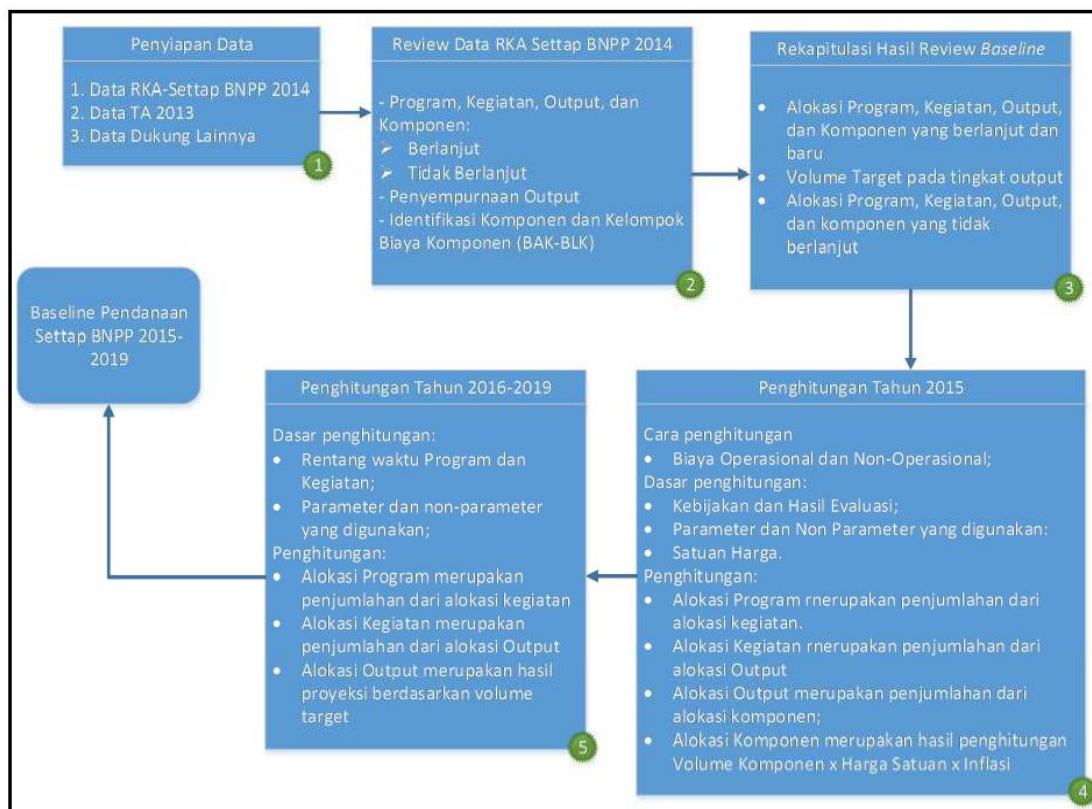 Penyiapan Data
1. Data RKA-Settap BNPP 2014
2. Data TA 2013
3. Data Dukung Lainnya
1
Review Data RKA Settap BNPP 2014
- Program, Kegiatan, Output, dan
Komponen:
➢ Berlanjut
➢ Tidak Berlanjut
- Penyempurnaan Output
- Identifikasi Komponen dan Kelompok
Biaya Komponen (BAK-BLK)
2
Rekapitulasi Hasil Review Baseline
• Alokasi Program, Kegiatan, Output,
dan Komponen yang berlanjut dan
baru
• Volume Target pada tingkat output
• Alokasi Program, Kegiatan, Output,
dan komponen yang tidak
berlanjut
3
Penghitungan Tahun 2015
Cara penghitungan
• Biaya Operasional dan Non-Operasional;
Dasar penghitungan:
• Kebijakan dan Hasil Evaluasi;
• Parameter dan Non Parameter yang digunakan:
• Satuan Harga.
Penghitungan:
• Alokasi Program rnerupakan penjumlahan dari
alokasi kegiatan.
• Alokasi Kegiatan rnerupakan penjumlahan dari
alokasi Output
• Alokasi Output merupakan penjumlahan dari
alokasi komponen;
• Alokasi Komponen merupakan hasil penghitungan
Volume Komponen x Harga Satuan x Inflasi
4
Penghitungan Tahun 2016-2019
Dasar penghitungan:
• Rentang waktu Program dan
Kegiatan;
• Parameter dan non-parameter
yang digunakan;
Penghitungan:
• Alokasi Program merupakan
penjumlahan dari alokasi kegiatan
• Alokasi Kegiatan merupakan
penjumlahan dari alokasi Output
• Alokasi Output merupakan hasil
proyeksi berdasarkan volume
target
5
Baseline Pendanaan
Settap BNPP 2015-
2019